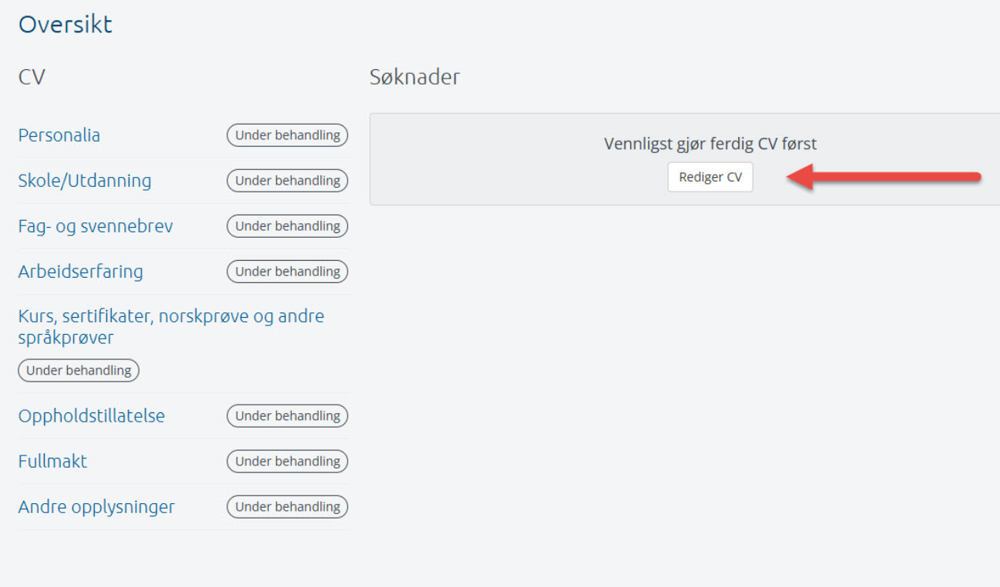 Oversikt
CV
Personalia Under behandling
Skole/Utdanning Under behandling
Fag- og svennebrev Under behandling
Arbeidserfaring Under behandling
Kurs, sertifikater, norskprøve og andre
språkprøver
Under behandling
Oppholdstillatelse Under behandling
Fullmakt Under behandling
Andre opplysninger Under behandling
Søknader
Vennligst gjør ferdig CV først
Rediger CV